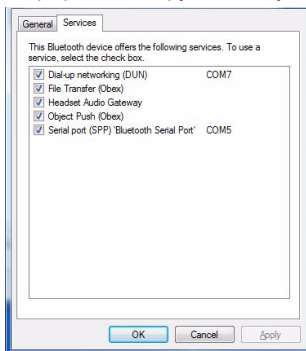 General
Services
This Bluetooth device offers the following services. To use a
service, select the check box.
Dial-up networking (DUN) COM7
File Transfer (Obex)
Headset Audio Gateway
Object Push (Obex)
Serial port (SPP) 'Bluetooth Serial Port' COM5
OK Cancel Apply